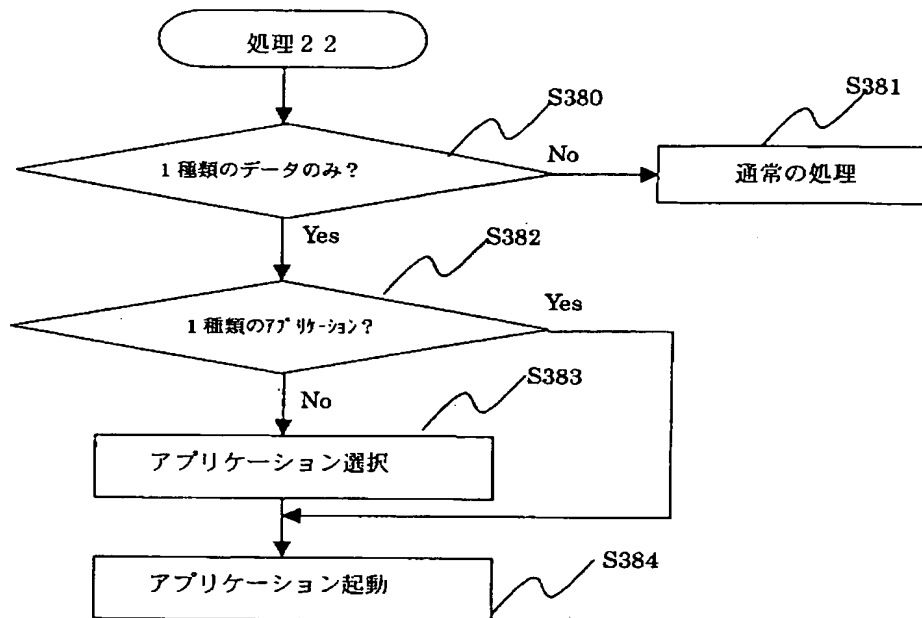 処理２２
S380
S381
１種類のデータのみ？
No
通常の処理
Yes
S382
１種類のｱﾌﾟﾘｹｰｼｮﾝ？
Yes
No
S383
アプリケーション選択
アプリケーション起動
S384